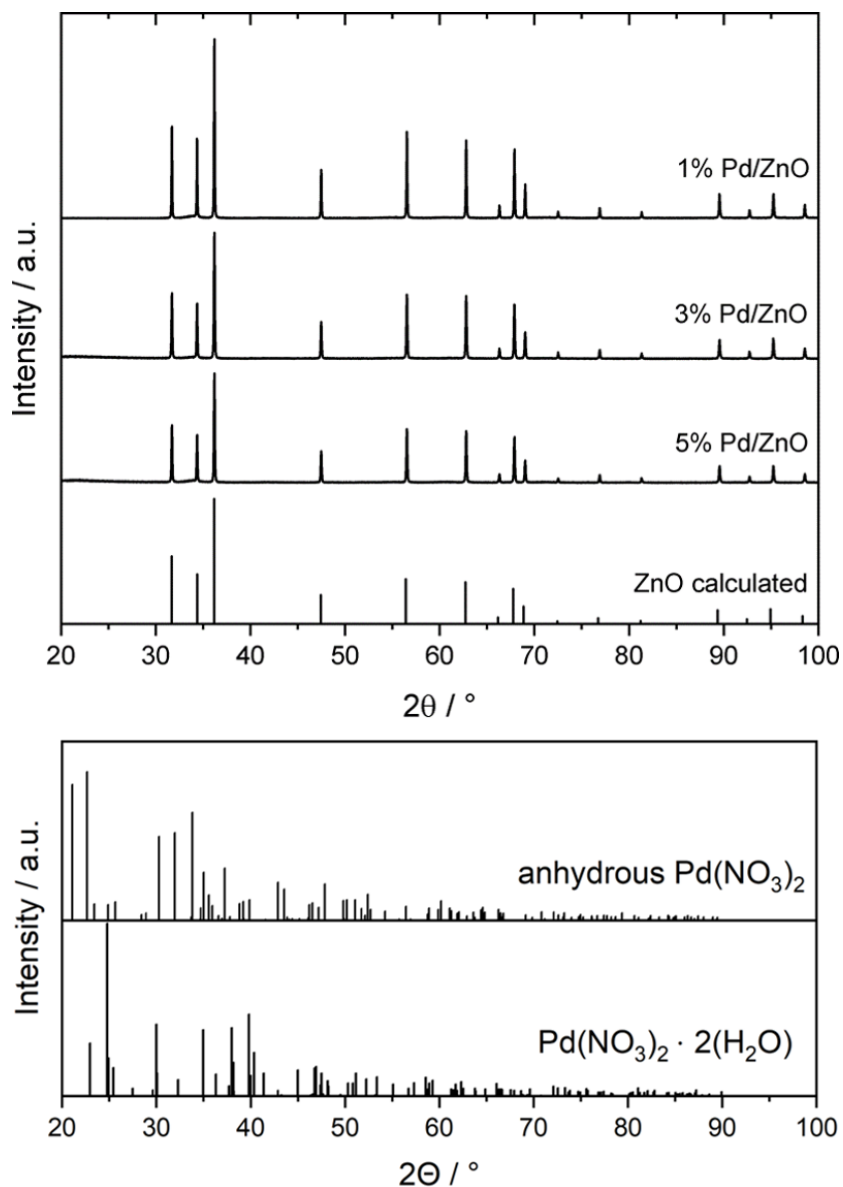 Intensity / a.u.
1% Pd/ZnO
3% Pd/ZnO
5% Pd/ZnO
ZnO calculated
20 30 40 50 60 70 80 90 100
2θ / °
Intensity / a.u.
anhydrous Pd(NO₃)₂
Pd(NO₃)₂ · 2(H₂O)
20 30 40 50 60 70 80 90 100
2Θ / °